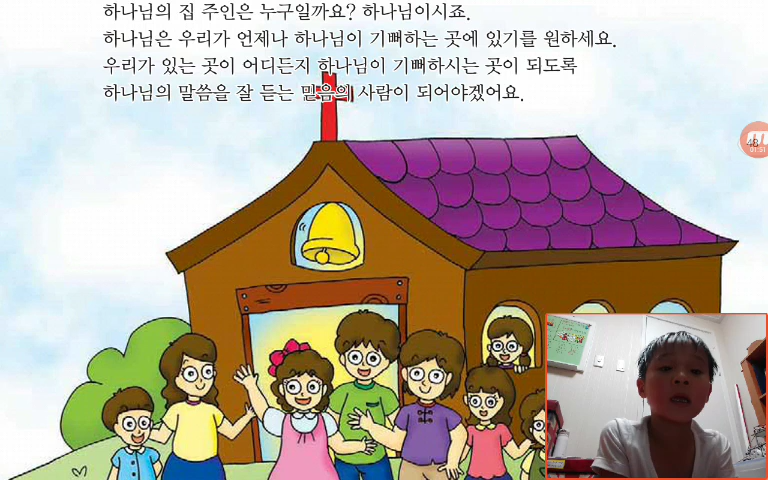 하나님의 집 주인은 누구일까요? 하나님이시죠.
하나님은 우리가 언제나 하나님이 기뻐하는 곳에 있기를 원하세요.
우리가 있는 곳이 어디든지 하나님이 기뻐하시는 곳이 되도록
하나님의 말씀을 잘 듣는 믿음의 사람이 되어야겠어요.